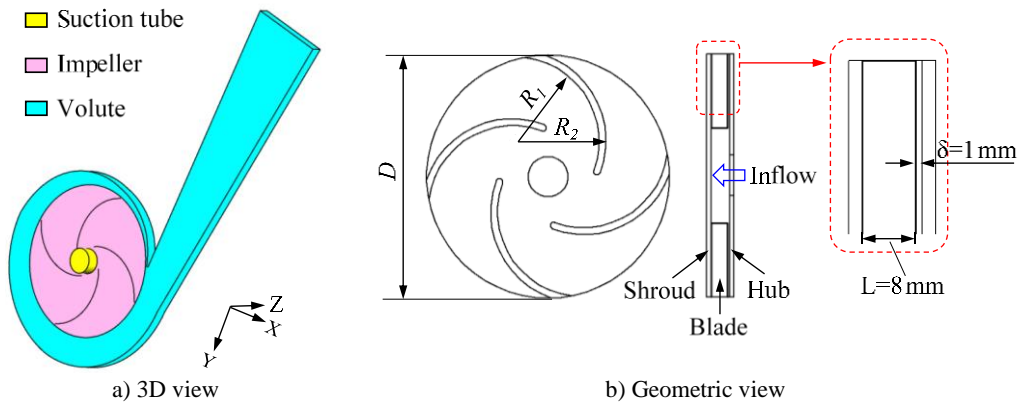 Suction tube
Impeller
Volute
Z
X
Y
a) 3D view
D
R1
R2
Inflow
Shroud
Hub
Blade
δ=1 mm
L=8 mm
b) Geometric view